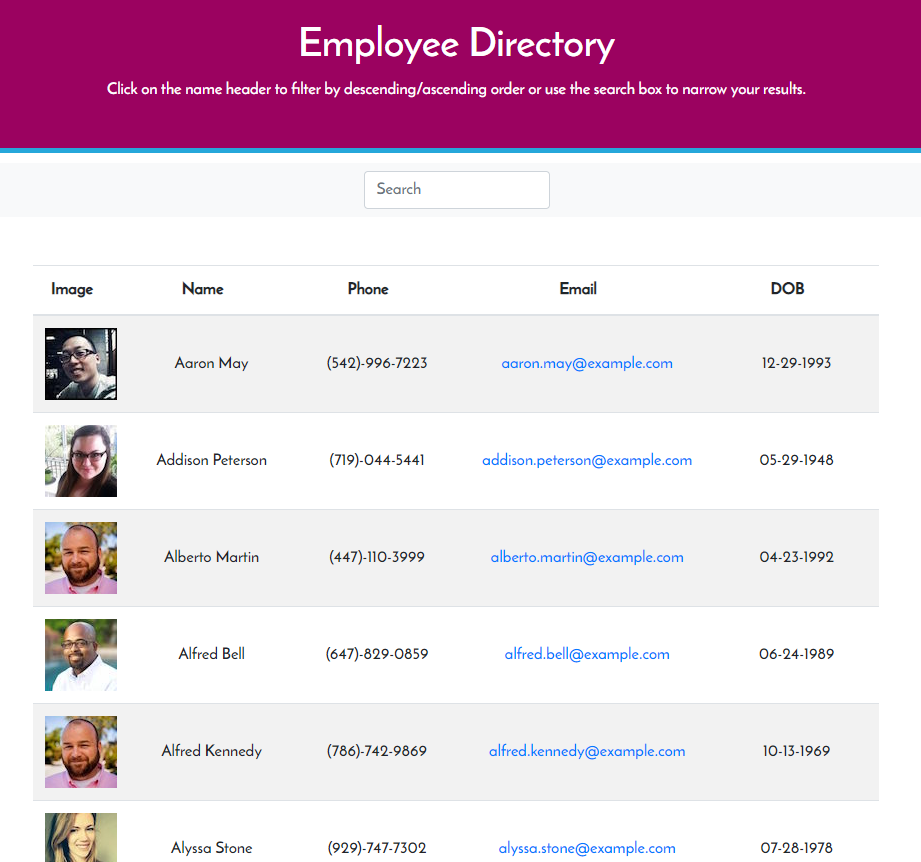 Employee Directory
Click on the name header to filter by descending/ascending order or use the search box to narrow your results.
Search
Image Name Phone Email DOB
Aaron May (542)-996-7223 aaron.may@example.com 12-29-1993
Addison Peterson (719)-044-5441 addison.peterson@example.com 05-29-1948
Alberto Martin (447)-110-3999 alberto.martin@example.com 04-23-1992
Alfred Bell (647)-829-0859 alfred.bell@example.com 06-24-1989
Alfred Kennedy (786)-742-9869 alfred.kennedy@example.com 10-13-1969
Alyssa Stone (929)-747-7302 alyssa.stone@example.com 07-28-1978